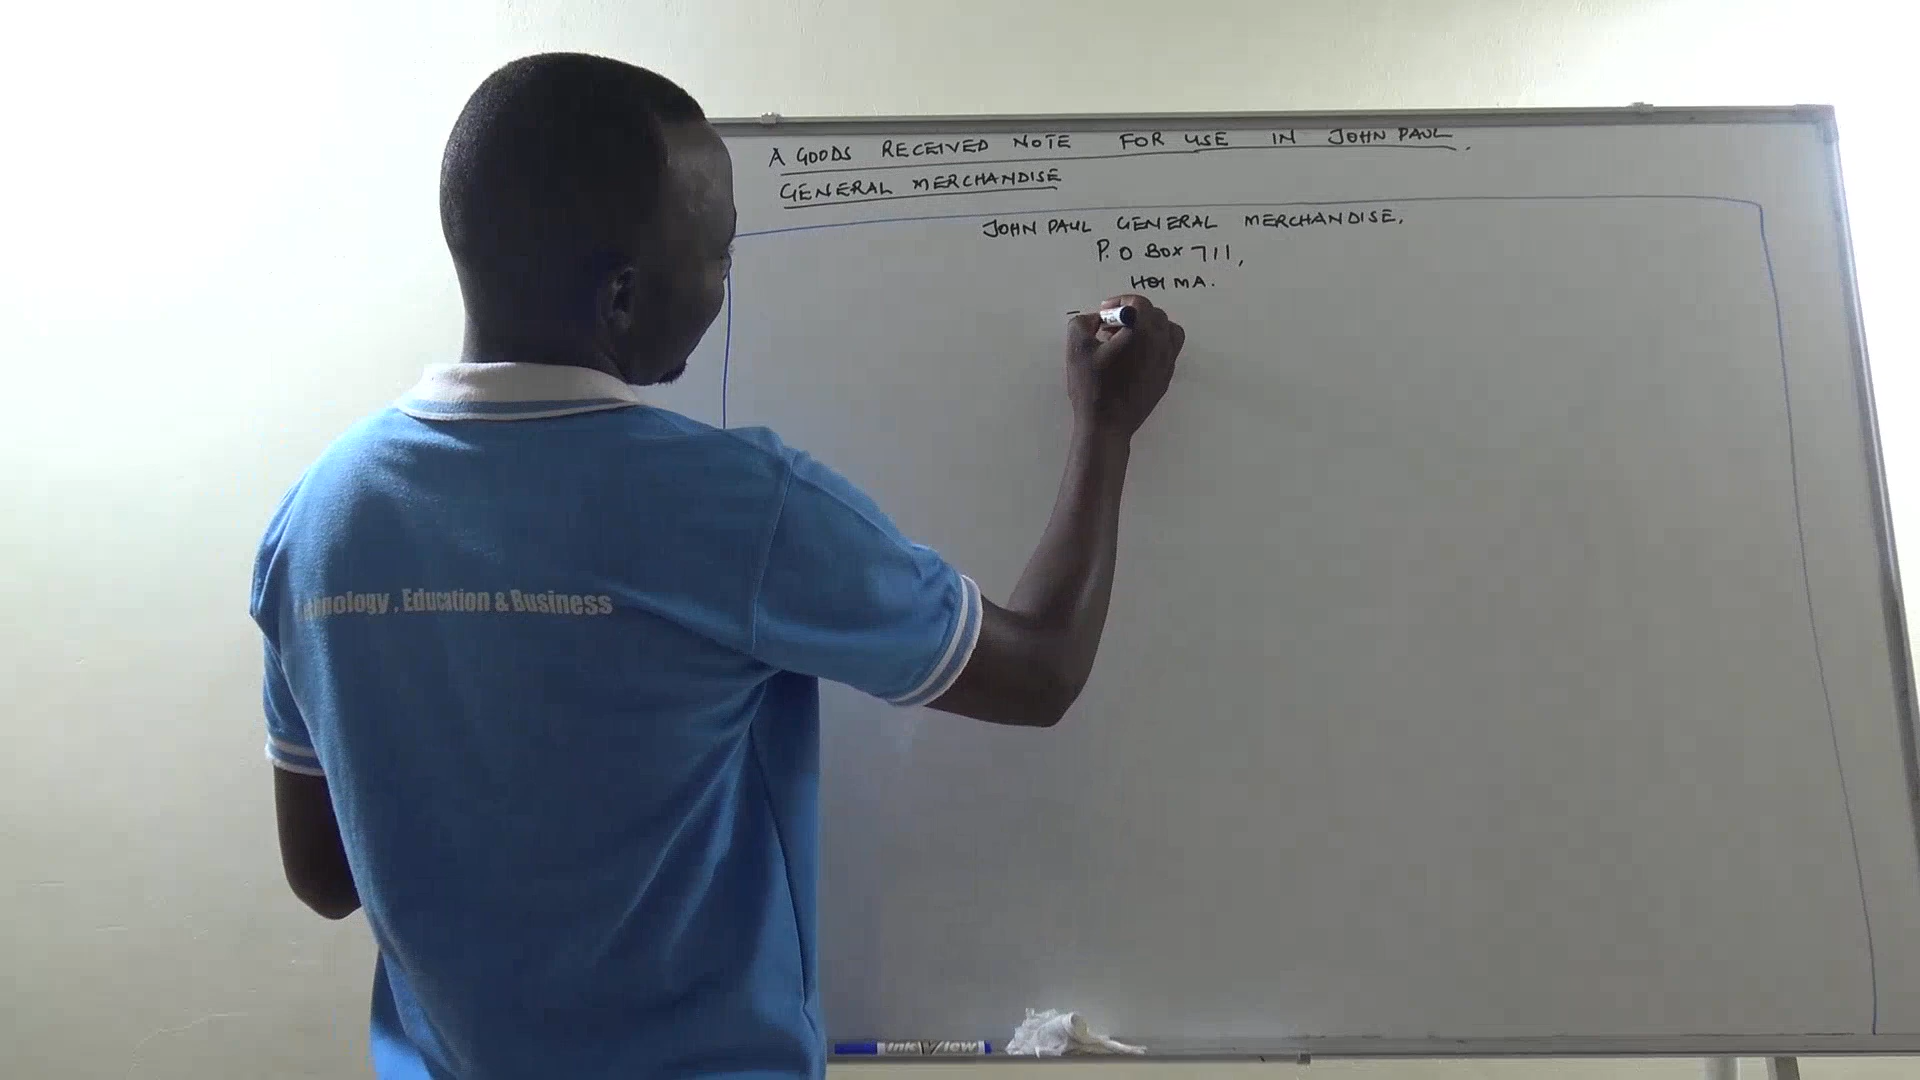 A GOODS RECEIVED NOTE FOR USE IN JOHN PAUL
GENERAL MERCHANDISE
JOHN PAUL GENERAL MERCHANDISE,
P.O BOX 711,
HOIMA.
, Education & Business
InkView